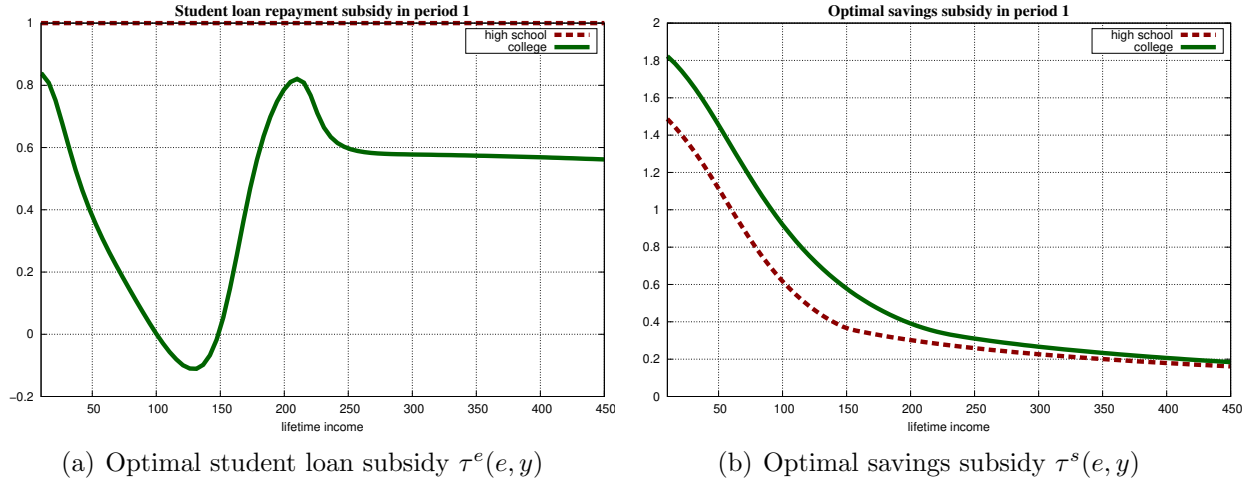 Student loan repayment subsidy in period 1
high school
college
1
0.8
0.6
0.4
0.2
0
−0.2
50 100 150 200 250 300 350 400 450
lifetime income
(a) Optimal student loan subsidy τᵉ(e, y)
Optimal savings subsidy in period 1
high school
college
2
1.8
1.6
1.4
1.2
1
0.8
0.6
0.4
0.2
0
50 100 150 200 250 300 350 400 450
lifetime income
(b) Optimal savings subsidy τˢ(e, y)